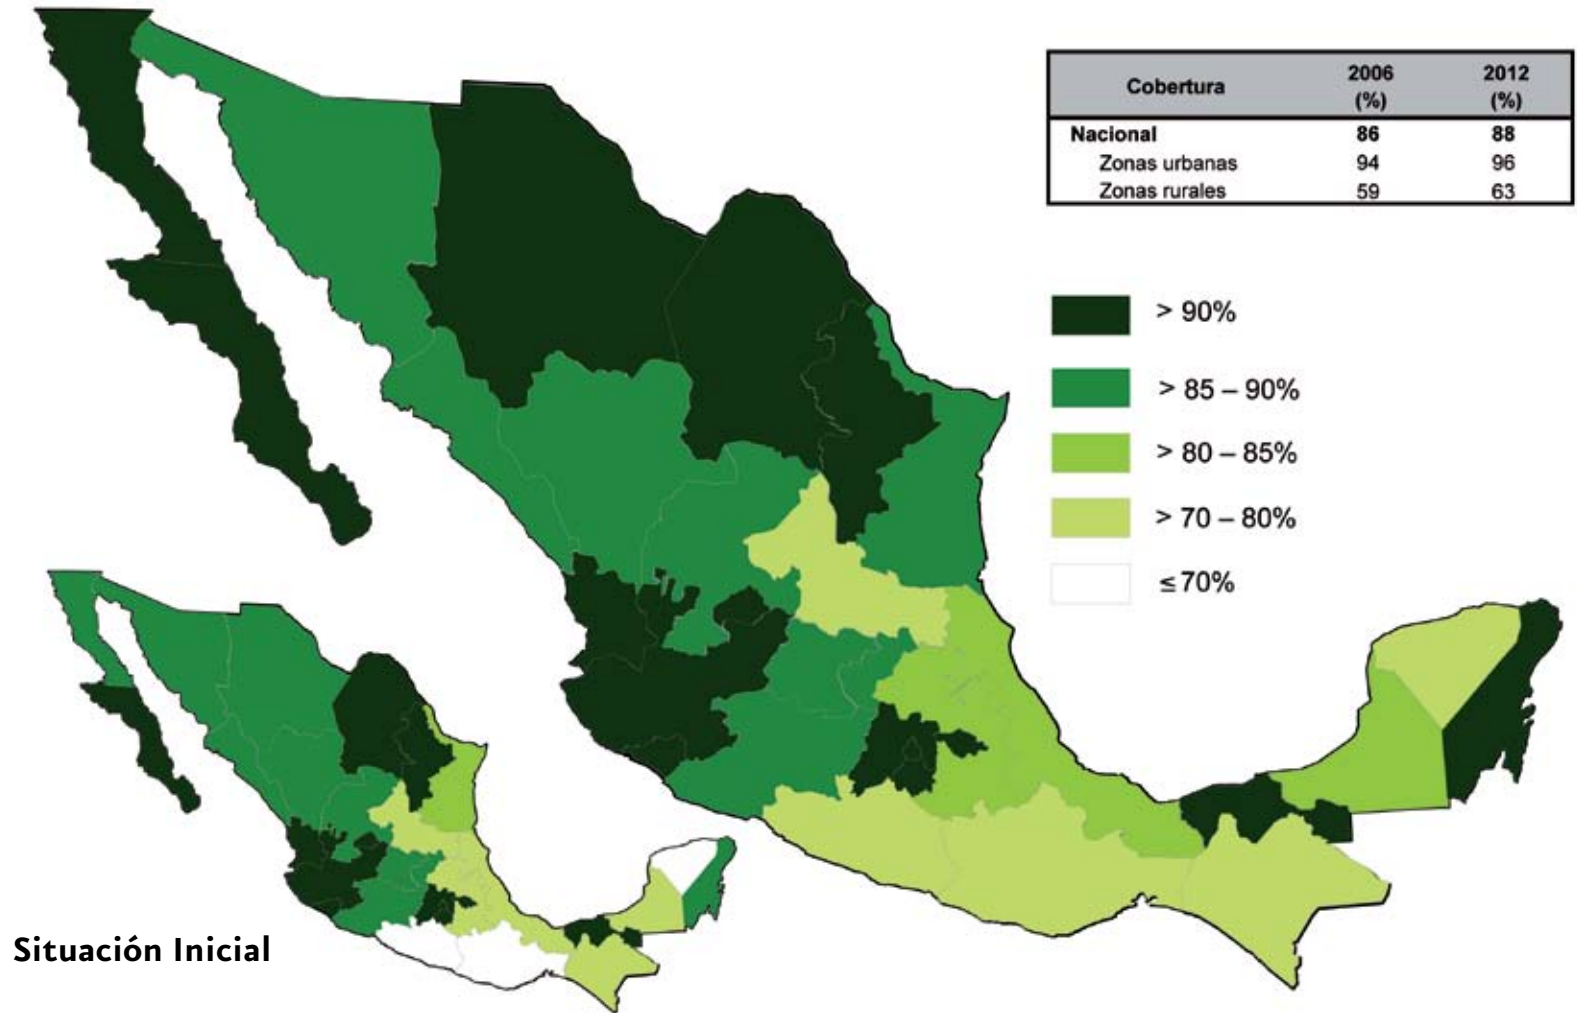 Cobertura 2006 (%) 2012 (%)
Nacional 86 88
Zonas urbanas 94 96
Zonas rurales 59 63
> 90%
> 85 – 90%
> 80 – 85%
> 70 – 80%
≤ 70%
Situación Inicial